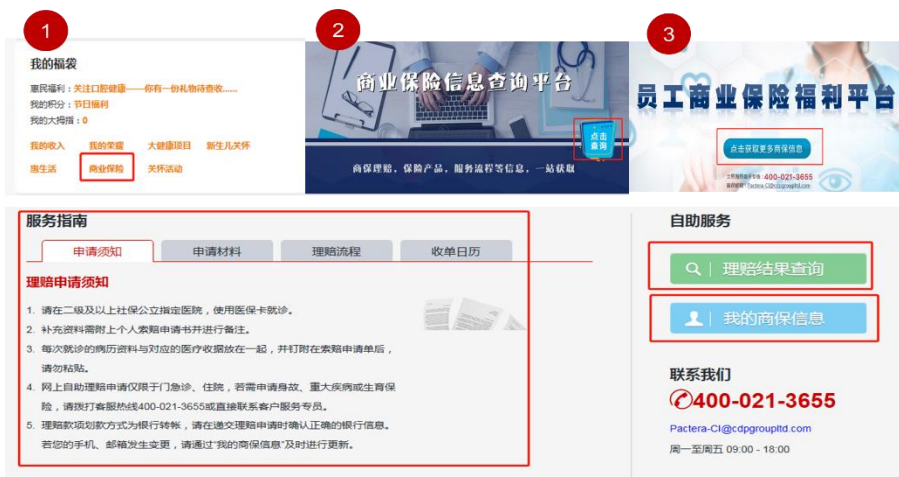 1
我的福袋
惠民福利：关注口腔健康——你有一份礼物待查收......
我的积分：节日福利
我的大拇指：0
我的收入 我的荣耀 大健康项目 新生儿关怀
惠生活 商业保险 关怀活动
2
商业保险信息查询平台
点击
查询
商保理赔，保险产品，服务流程等信息，一站获取
3
员工商业保险福利平台
点击获取更多商保信息
400-021-3655
Pactera-CI@cdpgroupltd.com
服务指南
申请须知 申请材料 理赔流程 收单日历
理赔申请须知
1. 请在二级及以上社保公立指定医院，使用医保卡就诊。
2. 补充资料需附上个人索赔申请书并进行备注。
3. 每次就诊的病历资料与对应的医疗收据放在一起，并钉附在索赔申请单后，
请勿粘贴。
4. 网上自助理赔申请仅限于门急诊、住院，若需申请身故、重大疾病或生育保
险，请拨打客服热线400-021-3655或直接联系客户服务专员。
5. 理赔款项划款方式为银行转帐，请在递交理赔申请时确认正确的银行信息。
若您的手机、邮箱发生变更，请通过“我的商保信息”及时进行更新。
自助服务
理赔结果查询
我的商保信息
联系我们
400-021-3655
Pactera-CI@cdpgroupltd.com
周一至周五 09:00 - 18:00